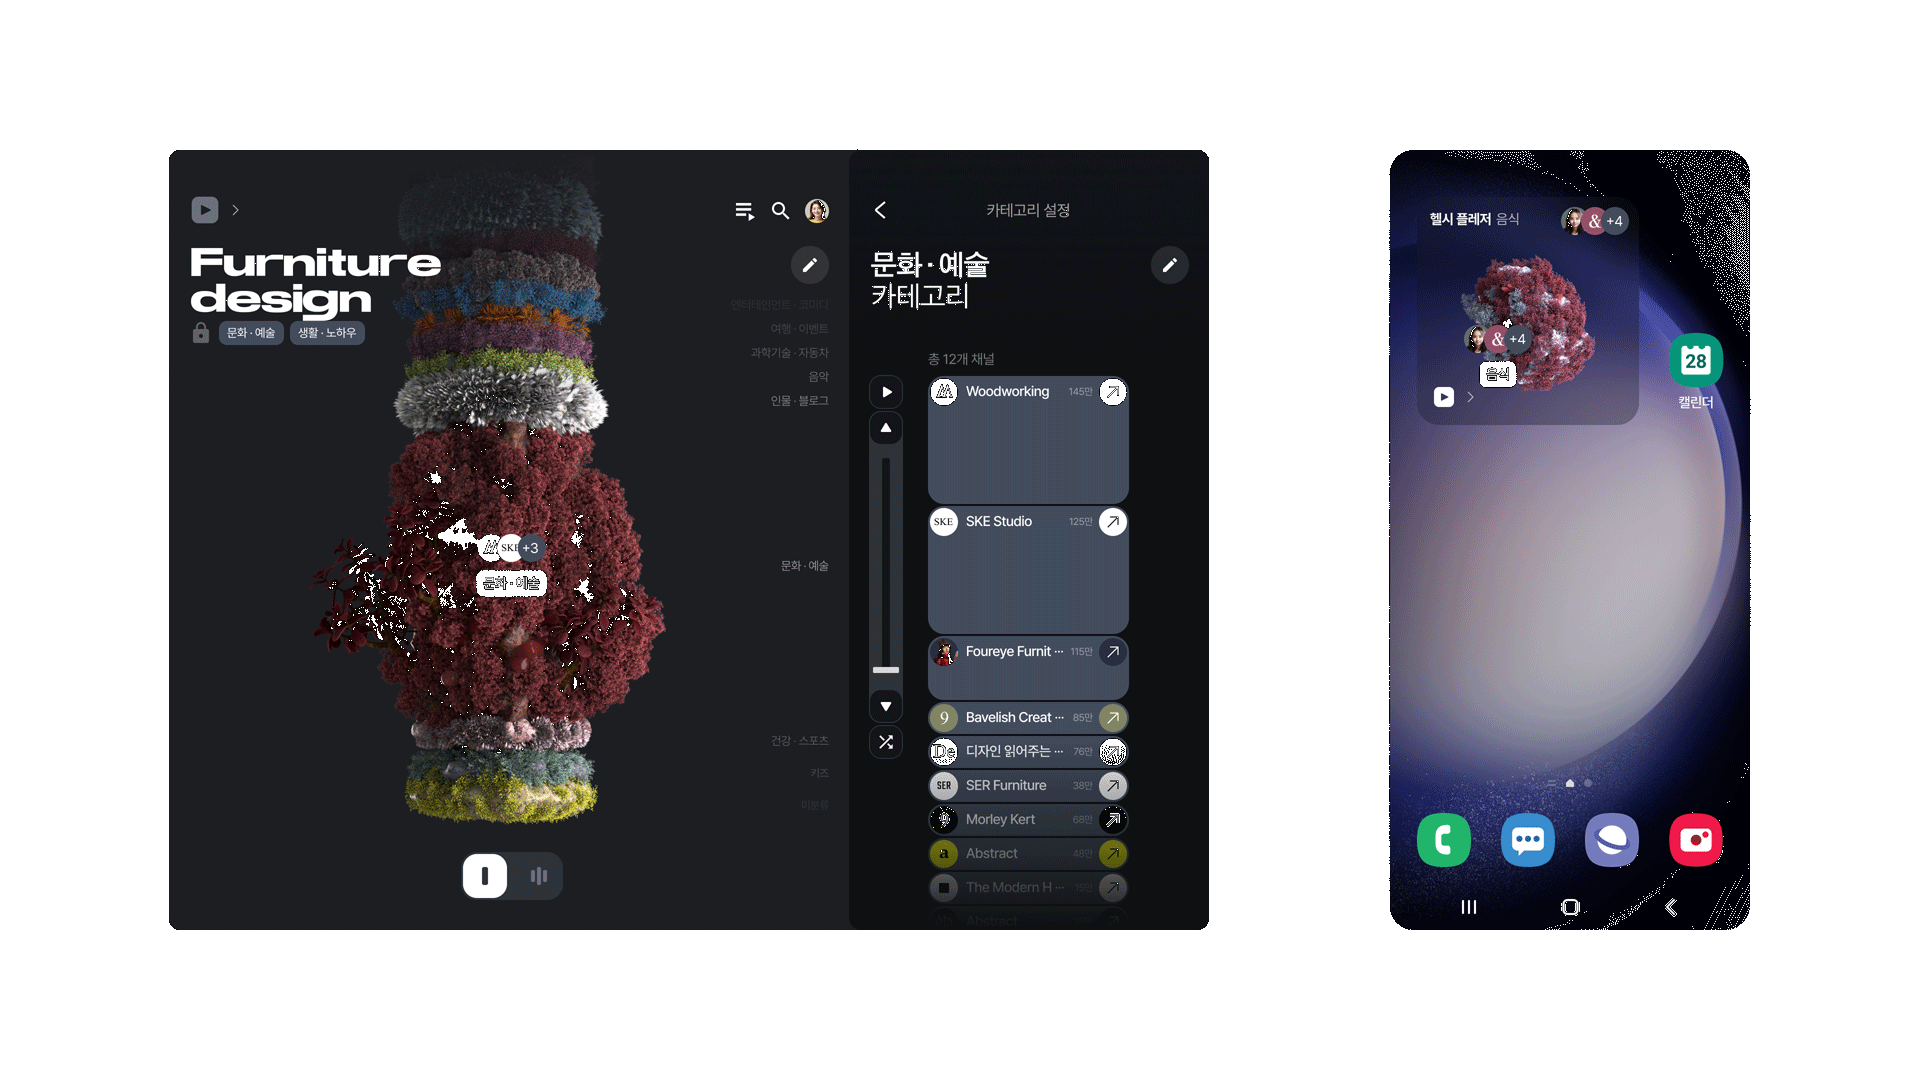 Furniture
design
문화 · 예술
생활 · 노하우
엔터테인먼트 · 코미디
여행 · 이벤트
과학기술 · 자동차
음악
인물 · 블로그
SKE
+3
문화 · 예술
문화 · 예술
건강 · 스포츠
키즈
미분류
카테고리 설정
문화 · 예술
카테고리
총 12개 채널
Woodworking 145만
SKE SKE Studio 125만
Foureye Furnit ··· 115만
9 Bavelish Creat ··· 85만
De 디자인 읽어주는 ··· 76만
SER SER Furniture 38만
Morley Kert 68만
a Abstract 46만
The Modern H ··· 15만
Abstract
헬시 플레저 음식
& +4
& +4
음식
28
캘린더